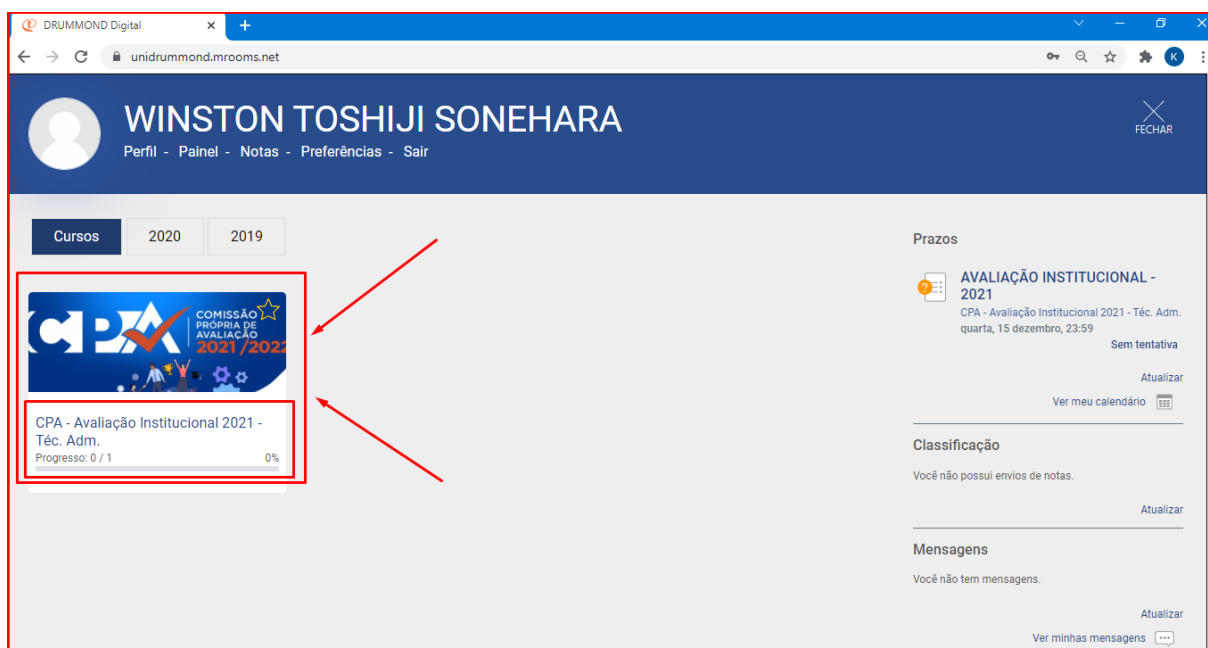 DRUMMOND Digital
unidrummond.mrooms.net
K
WINSTON TOSHIJI SONEHARA
Perfil - Painel - Notas - Preferências - Sair
FECHAR
Cursos 2020 2019
CPA
COMISSÃO
PRÓPRIA DE
AVALIAÇÃO
2021/2022
CPA - Avaliação Institucional 2021 -
Téc. Adm.
Progresso: 0 / 1 0%
Prazos
AVALIAÇÃO INSTITUCIONAL -
2021
CPA - Avaliação Institucional 2021 - Téc. Adm.
quarta, 15 dezembro, 23:59
Sem tentativa
Atualizar
Ver meu calendário
Classificação
Você não possui envios de notas.
Atualizar
Mensagens
Você não tem mensagens.
Atualizar
Ver minhas mensagens